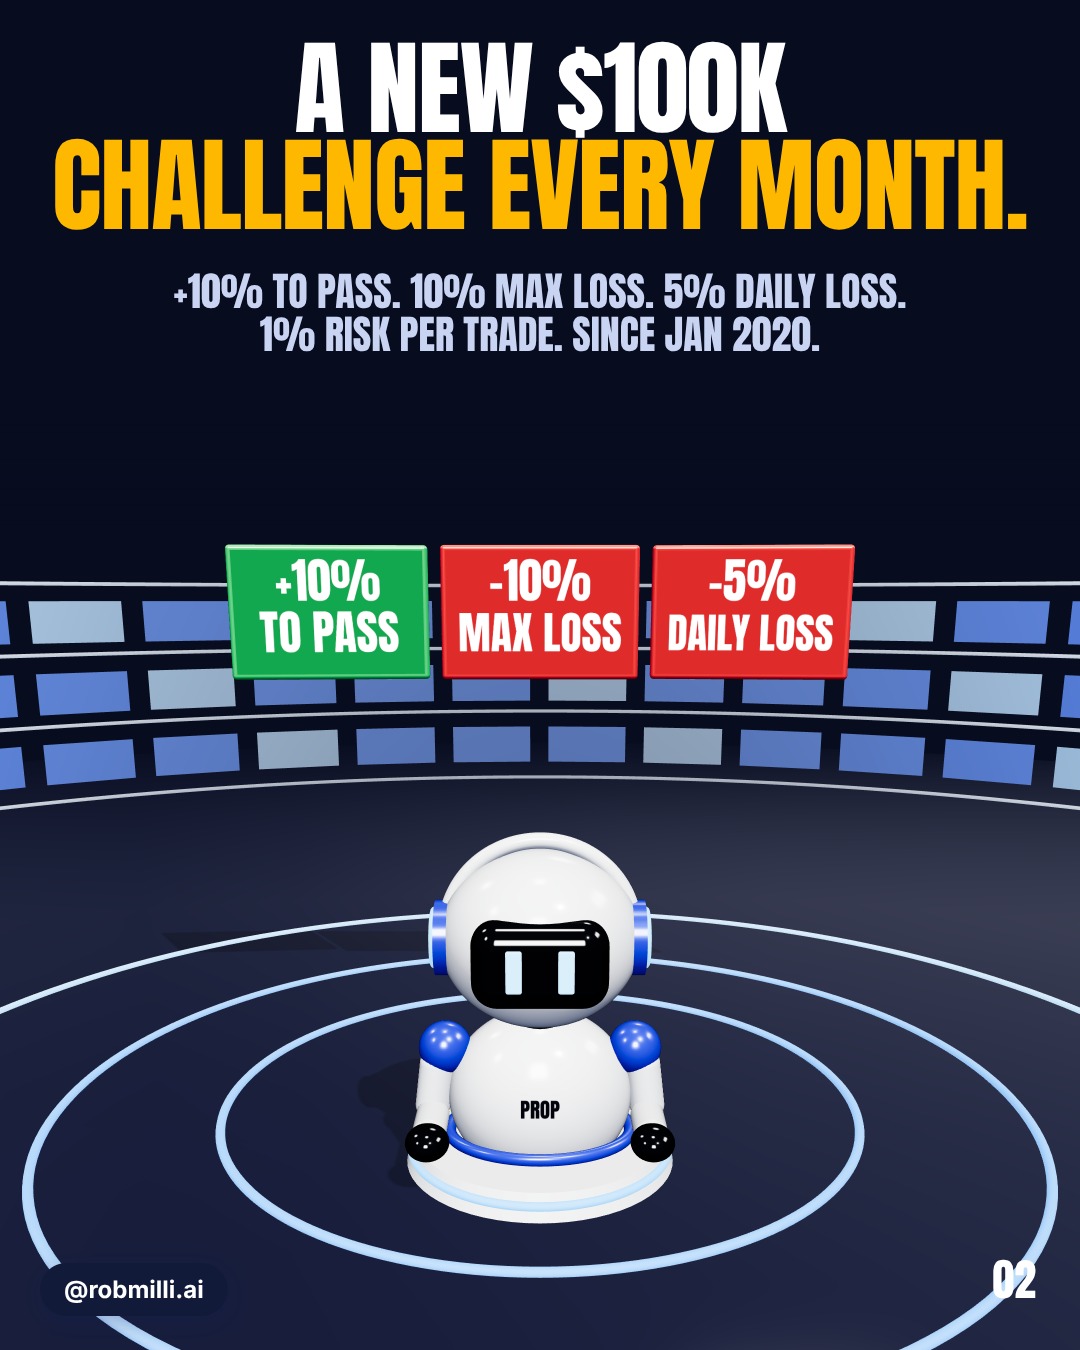 A NEW $100K
CHALLENGE EVERY MONTH.
+10% TO PASS. 10% MAX LOSS. 5% DAILY LOSS.
1% RISK PER TRADE. SINCE JAN 2020.
+10%
TO PASS
-10%
MAX LOSS
-5%
DAILY LOSS
PROP
@robmilli.ai
02